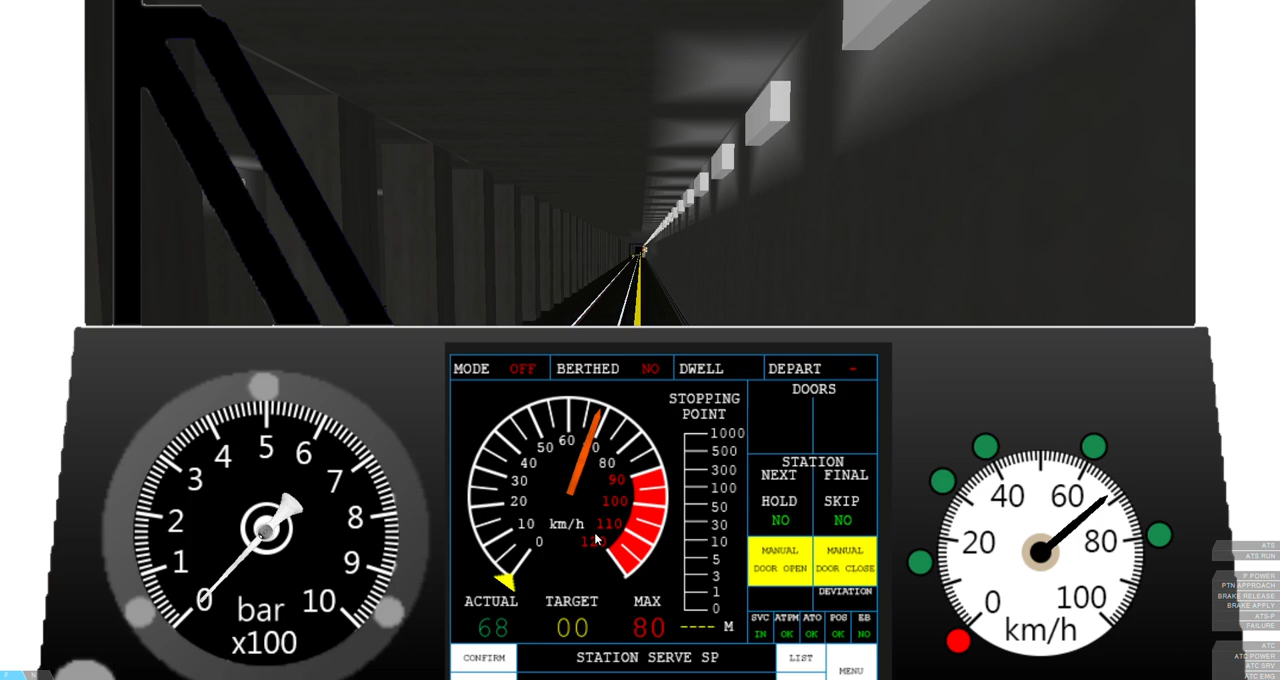 MODE OFF BERTHED NO DWELL DEPART -
DOORS
STOPPING
POINT
1000
500
300
100
50
30
10
5
3
1
0
---- M
0 10 20 30 40 50 60 80 90 100 110
km/h
STATION
NEXT FINAL
HOLD SKIP
NO NO
MANUAL
DOOR OPEN
MANUAL
DOOR CLOSE
DEVIATION
ACTUAL TARGET MAX
68 00 80
SVC ATPM ATO POS EB
IN OK OK OK NO
CONFIRM STATION SERVE SP LIST
MENU
0 1 2 3 4 5 6 7 8 9 10
bar
x100
0 20 40 60 80 100
km/h
ATS
ATS RUN
P POWER
PTN APPROACH
BRAKE RELEASE
BRAKE APPLY
ATS-P
FAILURE
ATC
ATC POWER
ATC SRV
ATC EMG
P N